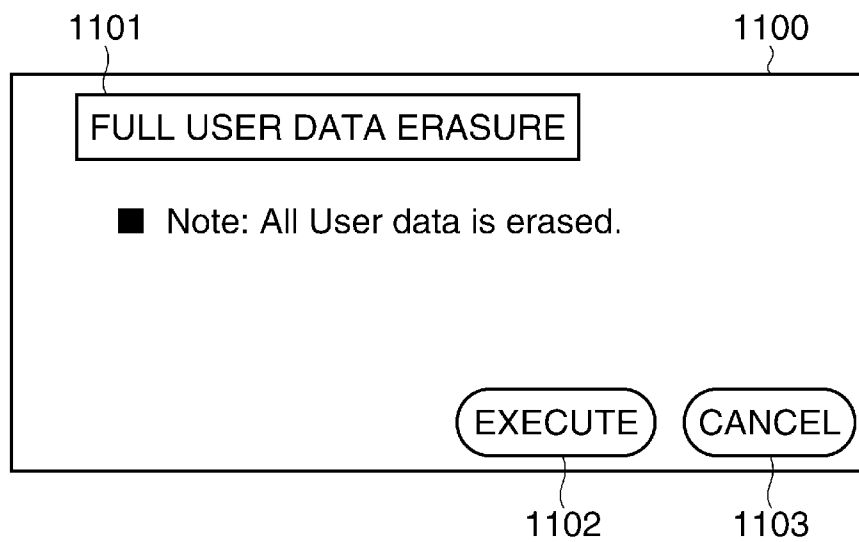 1101 1100
FULL USER DATA ERASURE
■ Note: All User data is erased.
EXECUTE CANCEL
1102 1103